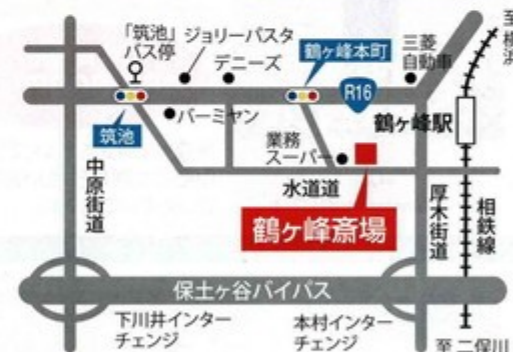 至 横浜
「筑池」
バス停
ジョリーパスタ
デニーズ
鶴ヶ峰本町
三菱
自動車
R16
鶴ヶ峰駅
筑池
バーミヤン
業務
スーパー
水道道
中原街道
鶴ヶ峰斎場
厚木街道
相鉄線
保土ヶ谷バイパス
下川井インター
チェンジ
本村インター
チェンジ
至 二俣川